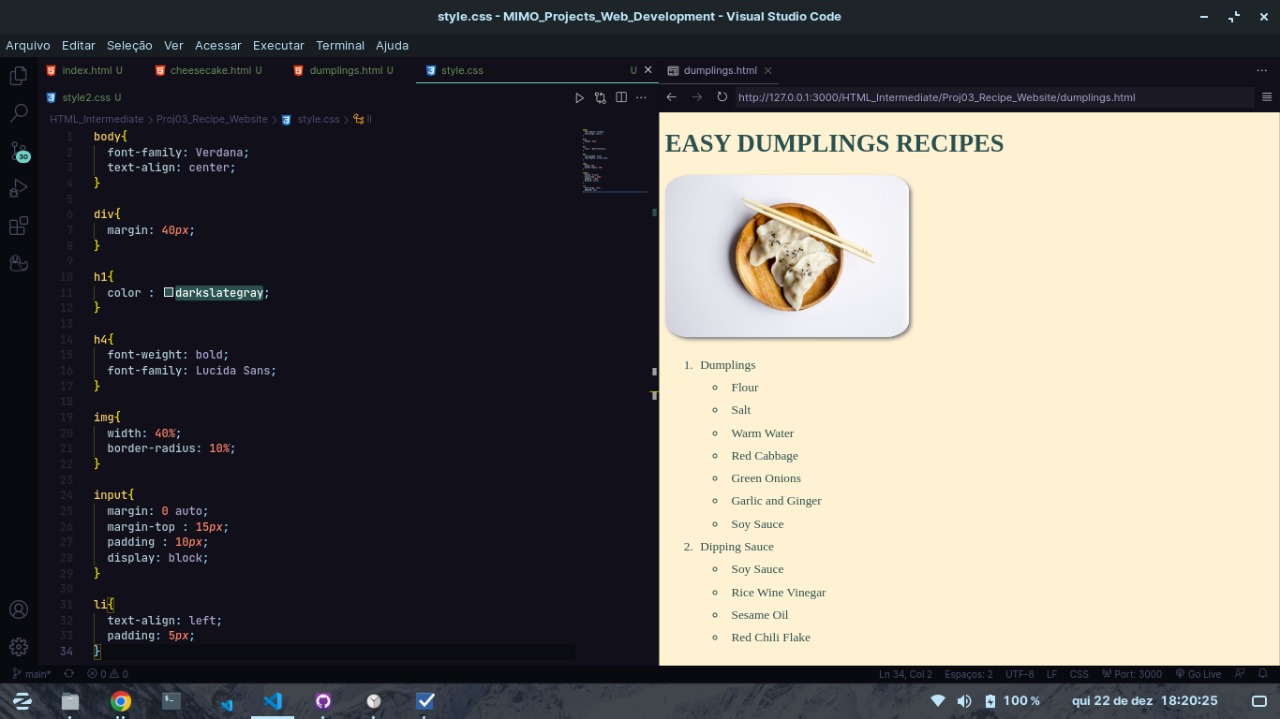 style.css - MIMO_Projects_Web_Development - Visual Studio Code
Arquivo Editar Seleção Ver Acessar Executar Terminal Ajuda
index.html U cheesecake.html U dumplings.html U style.css U
style2.css U
HTML_Intermediate > Proj03_Recipe_Website > style.css > li
1 body{
2 font-family: Verdana;
3 text-align: center;
4 }
5
6 div{
7 margin: 40px;
8 }
9
10 h1{
11 color : darkslategray;
12 }
13
14 h4{
15 font-weight: bold;
16 font-family: Lucida Sans;
17 }
18
19 img{
20 width: 40%;
21 border-radius: 10%;
22 }
23
24 input{
25 margin: 0 auto;
26 margin-top : 15px;
27 padding : 10px;
28 display: block;
29 }
30
31 li{
32 text-align: left;
33 padding: 5px;
34 }
dumplings.html
http://127.0.0.1:3000/HTML_Intermediate/Proj03_Recipe_Website/dumplings.html
EASY DUMPLINGS RECIPES
1. Dumplings
Flour
Salt
Warm Water
Red Cabbage
Green Onions
Garlic and Ginger
Soy Sauce
2. Dipping Sauce
Soy Sauce
Rice Wine Vinegar
Sesame Oil
Red Chili Flake
30
main* 0 0 Ln 34, Col 2 Espaços: 2 UTF-8 LF CSS Port: 3000 Go Live
100 % qui 22 de dez 18:20:25